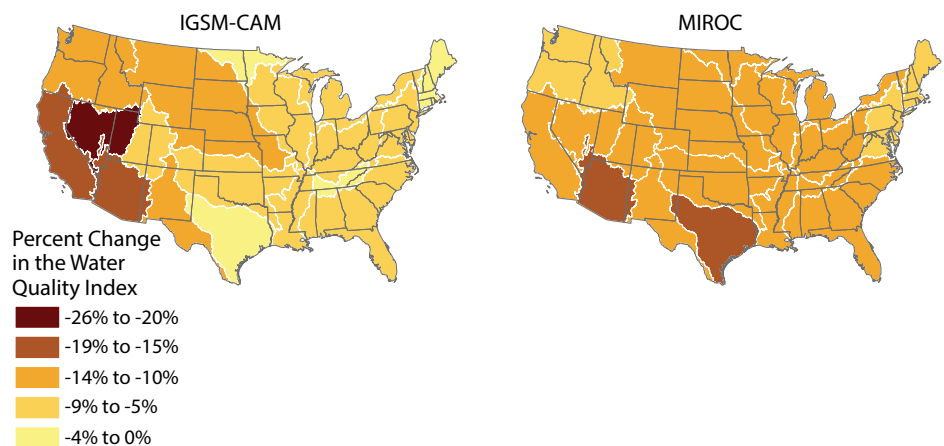 IGSM-CAM
MIROC
Percent Change
in the Water
Quality Index
-26% to -20%
-19% to -15%
-14% to -10%
-9% to -5%
-4% to 0%